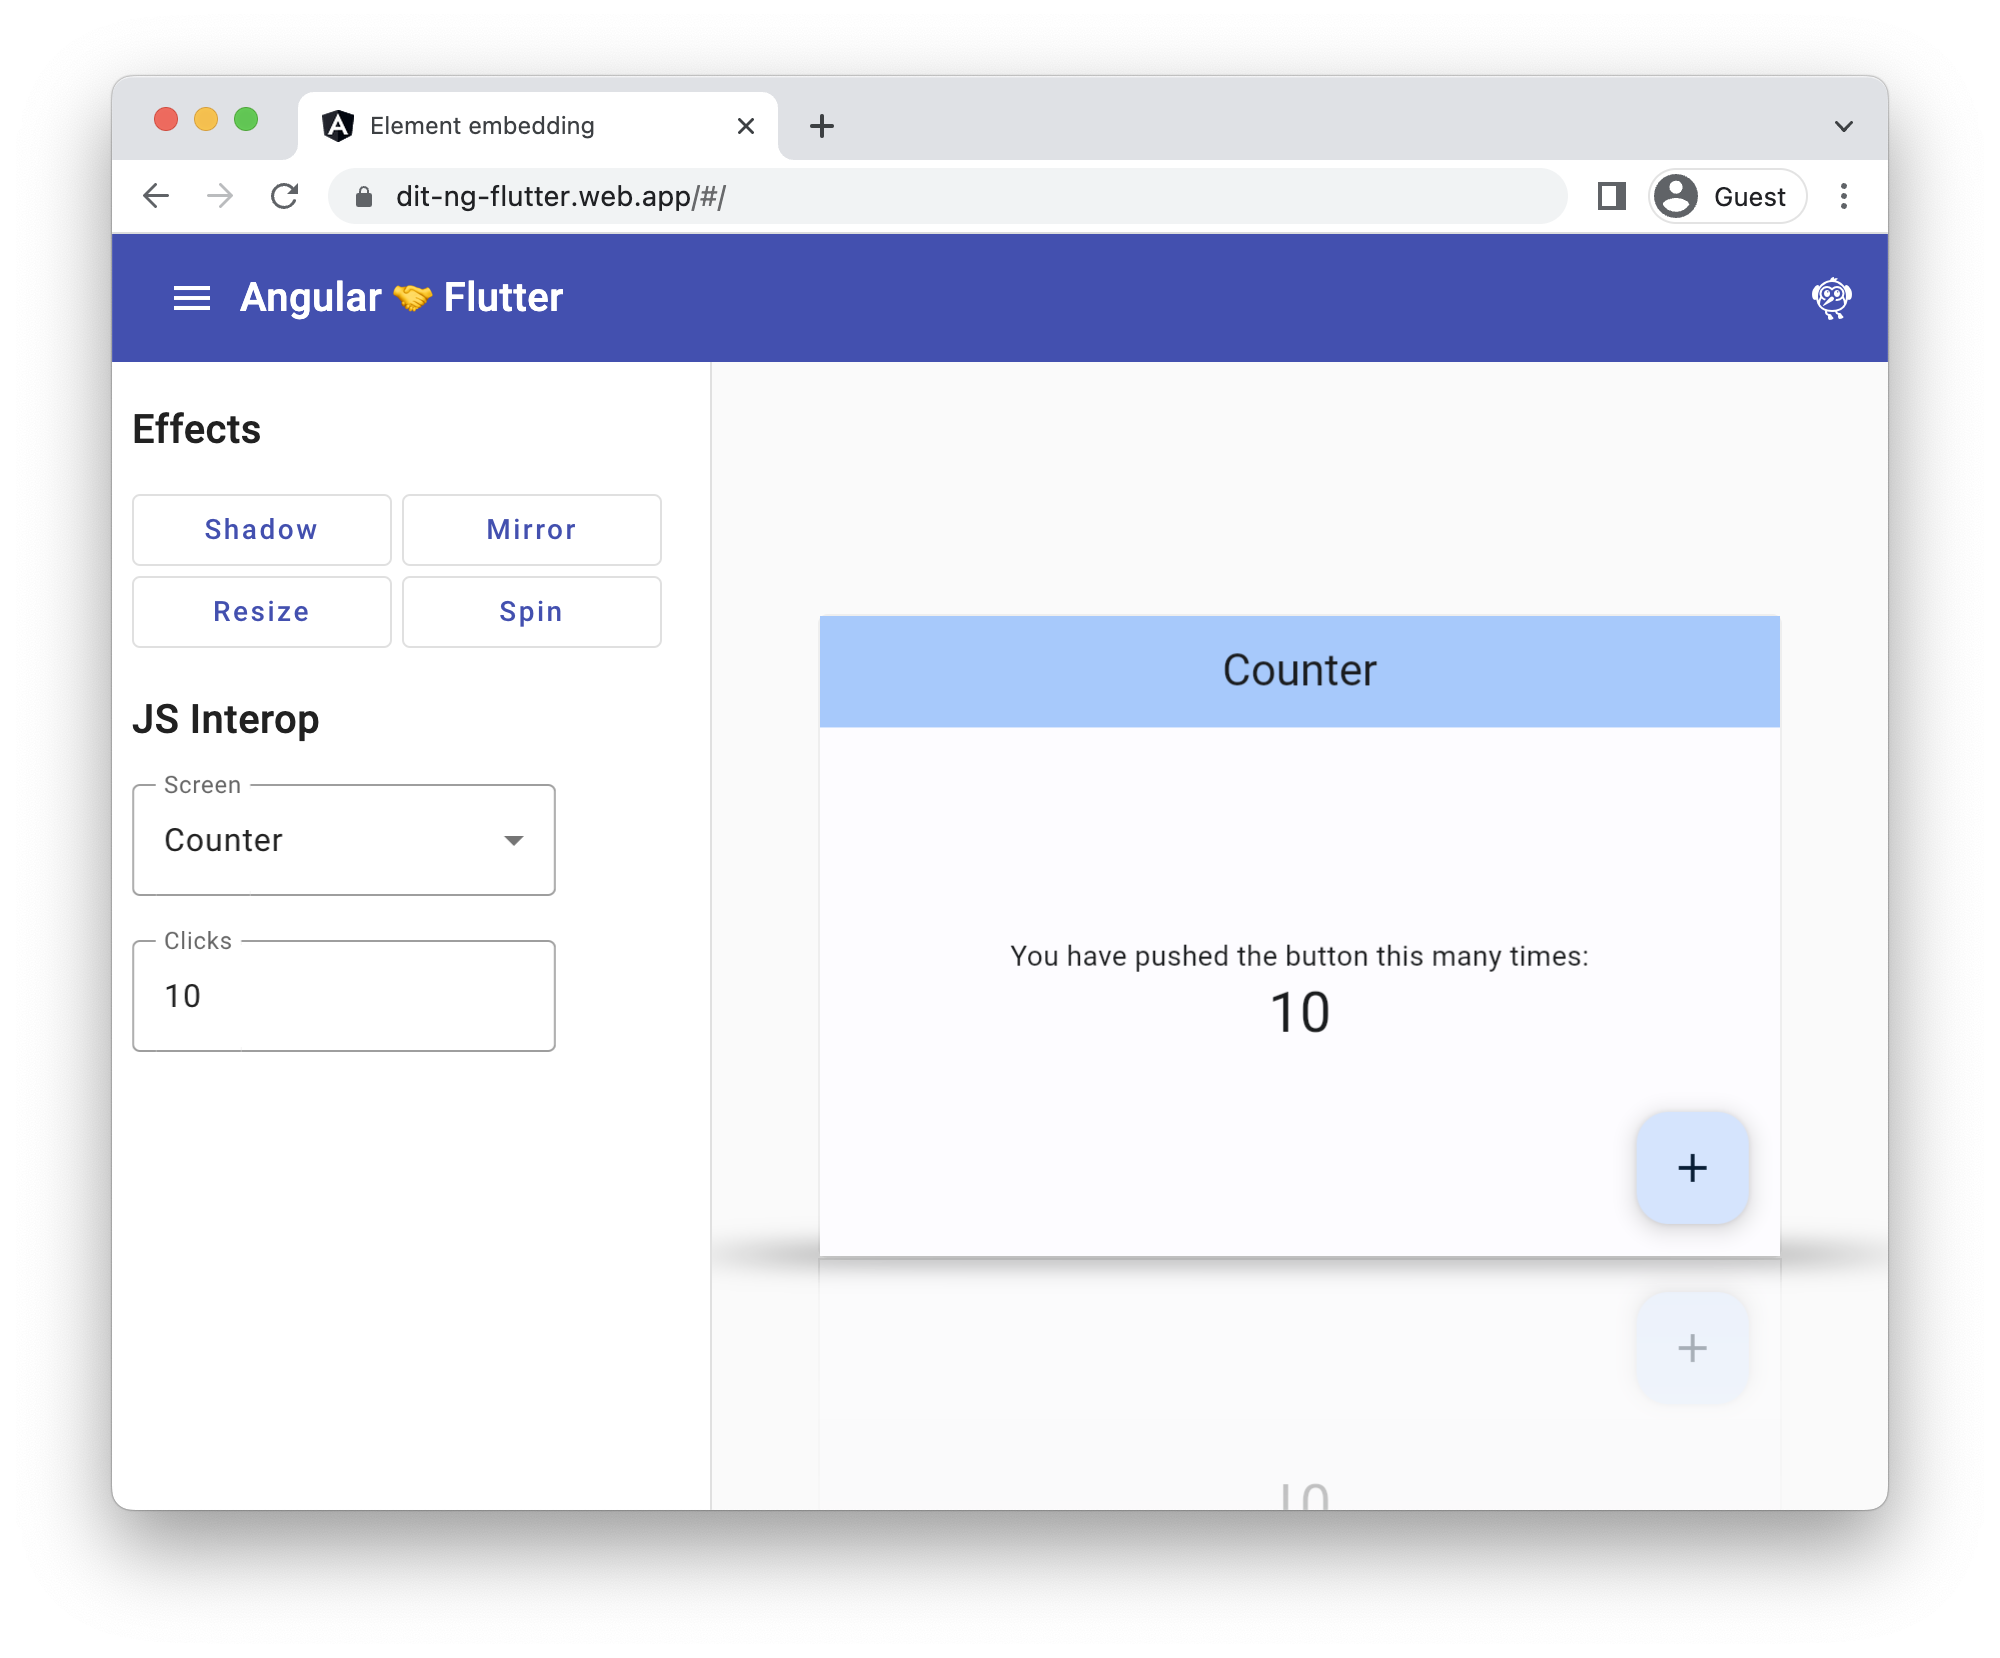 Element embedding
dit-ng-flutter.web.app/#/
Guest
Angular 🤝 Flutter
Effects
Shadow
Mirror
Resize
Spin
JS Interop
Screen
Counter
Clicks
10
Counter
You have pushed the button this many times:
10
10